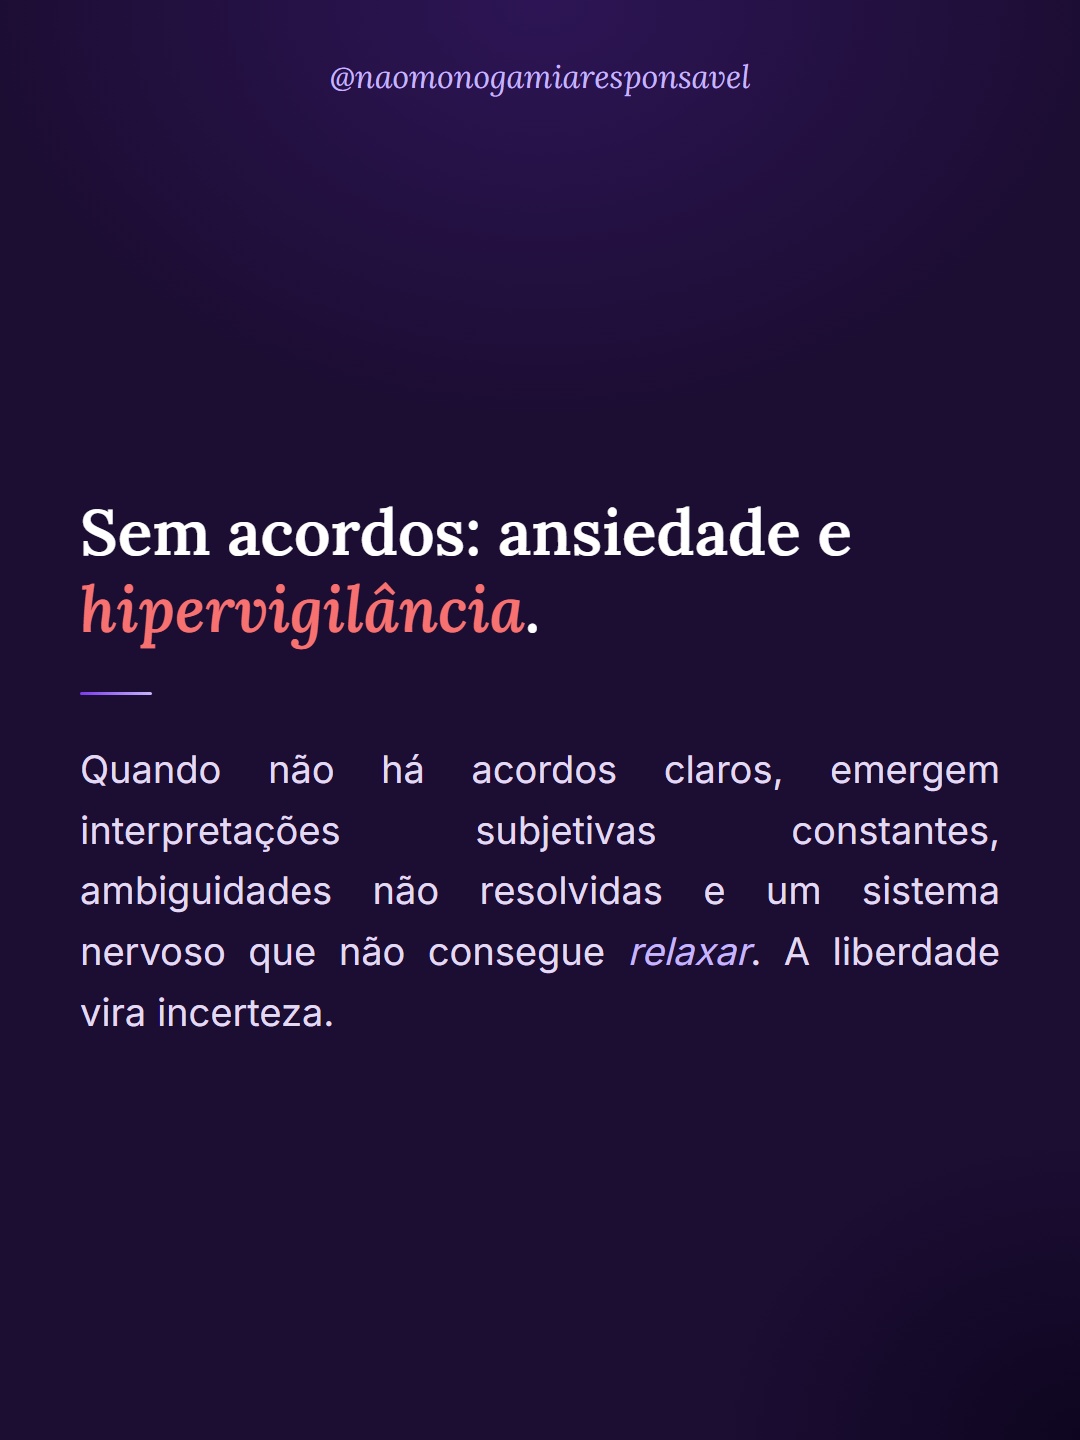 @naomonogamiaresponsavel
Sem acordos: ansiedade e
hipervigilância.
Quando não há acordos claros, emergem
interpretações subjetivas constantes,
ambiguidades não resolvidas e um sistema
nervoso que não consegue relaxar. A liberdade
vira incerteza.